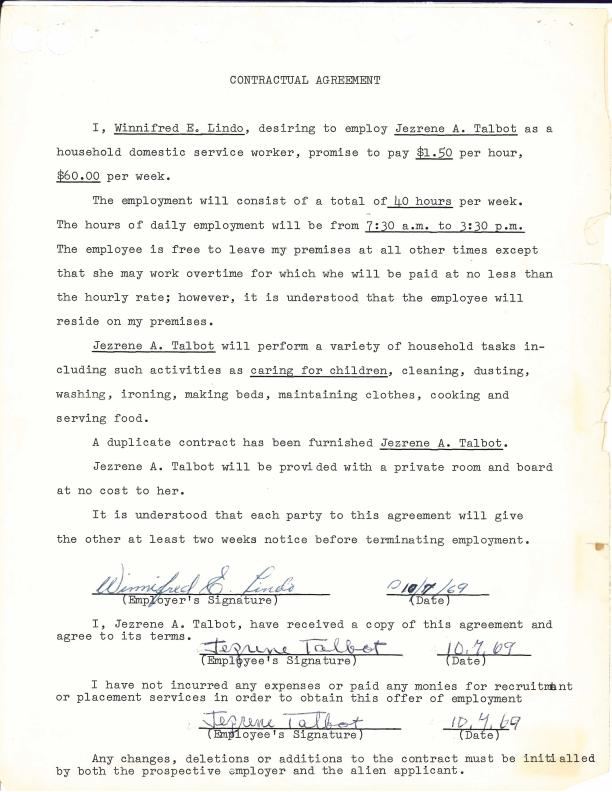 CONTRACTUAL AGREEMENT
I, Winnifred E. Lindo, desiring to employ Jezrene A. Talbot as a
household domestic service worker, promise to pay $1.50 per hour,
$60.00 per week.
The employment will consist of a total of 40 hours per week.
The hours of daily employment will be from 7:30 a.m. to 3:30 p.m.
The employee is free to leave my premises at all other times except
that she may work overtime for which whe will be paid at no less than
the hourly rate; however, it is understood that the employee will
reside on my premises.
Jezrene A. Talbot will perform a variety of household tasks in-
cluding such activities as caring for children, cleaning, dusting,
washing, ironing, making beds, maintaining clothes, cooking and
serving food.
A duplicate contract has been furnished Jezrene A. Talbot.
Jezrene A. Talbot will be provided with a private room and board
at no cost to her.
It is understood that each party to this agreement will give
the other at least two weeks notice before terminating employment.
Winnifred E. Lindo 10/7/69
(Employer's Signature) (Date)
I, Jezrene A. Talbot, have received a copy of this agreement and
agree to its terms.
Jezrene Talbot 10.7.69
(Employee's Signature) (Date)
I have not incurred any expenses or paid any monies for recruitment
or placement services in order to obtain this offer of employment
Jezrene Talbot 10.7.69
(Employee's Signature) (Date)
Any changes, deletions or additions to the contract must be initialled
by both the prospective employer and the alien applicant.